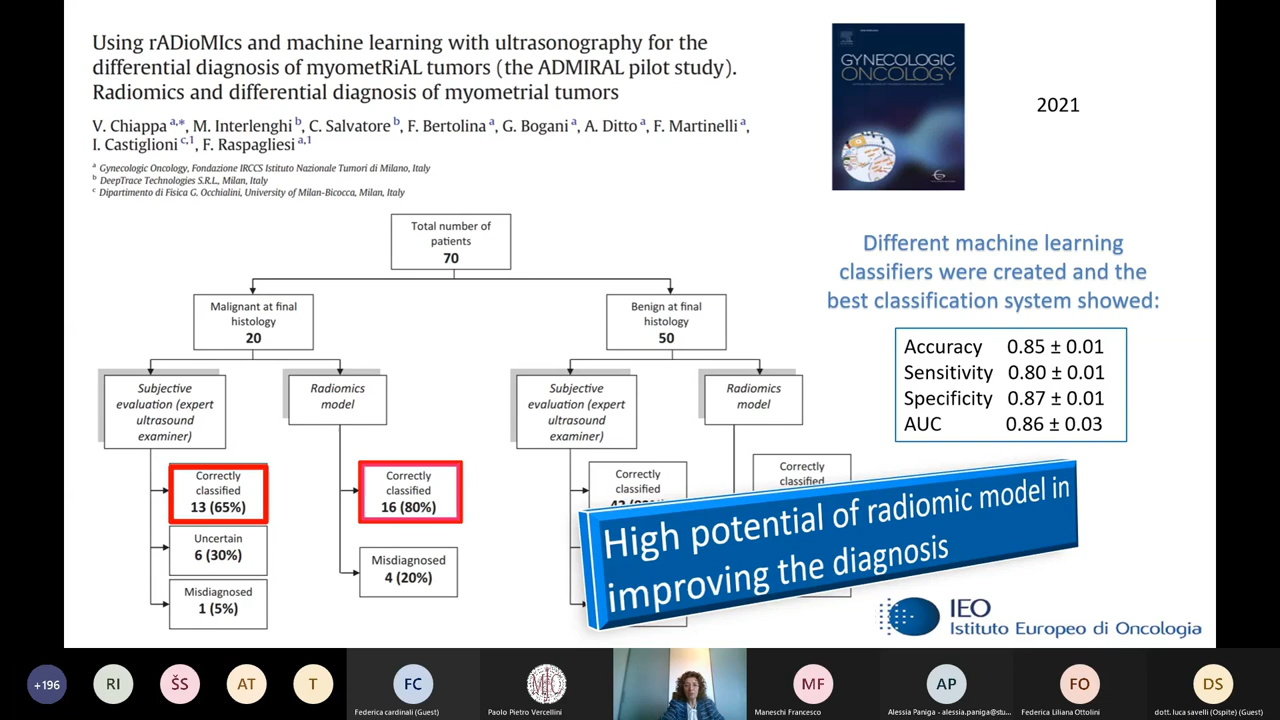 Using rADioMIcs and machine learning with ultrasonography for the
differential diagnosis of myometRiAL tumors (the ADMIRAL pilot study).
Radiomics and differential diagnosis of myometrial tumors
V. Chiappa a,*, M. Interlenghi b, C. Salvatore b, F. Bertolina a, G. Bogani a, A. Ditto a, F. Martinelli a,
I. Castiglioni c,1, F. Raspagliesi a,1
a Gynecologic Oncology, Fondazione IRCCS Istituto Nazionale Tumori di Milano, Italy
b DeepTrace Technologies S.R.L., Milan, Italy
c Dipartimento di Fisica G. Occhialini, University of Milan-Bicocca, Milan, Italy
GYNECOLOGIC
ONCOLOGY
2021
Total number of
patients
70
Malignant at final
histology
20
Benign at final
histology
50
Subjective
evaluation (expert
ultrasound
examiner)
Radiomics
model
Subjective
evaluation (expert
ultrasound
examiner)
Radiomics
model
Correctly
classified
13 (65%)
Uncertain
6 (30%)
Misdiagnosed
1 (5%)
Correctly
classified
16 (80%)
Misdiagnosed
4 (20%)
Correctly
classified
Correctly
Different machine learning
classifiers were created and the
best classification system showed:
Accuracy 0.85 ± 0.01
Sensitivity 0.80 ± 0.01
Specificity 0.87 ± 0.01
AUC 0.86 ± 0.03
High potential of radiomic model in
improving the diagnosis
IEO
Istituto Europeo di Oncologia
+196
RI
ŠS
AT
T
FC
Federica cardinali (Guest)
Paolo Pietro Vercellini
MF
Maneschi Francesco
AP
Alessia Paniga - alessia.paniga@stu...
FO
Federica Liliana Ottolini
DS
dott. luca savelli (Ospite) (Guest)